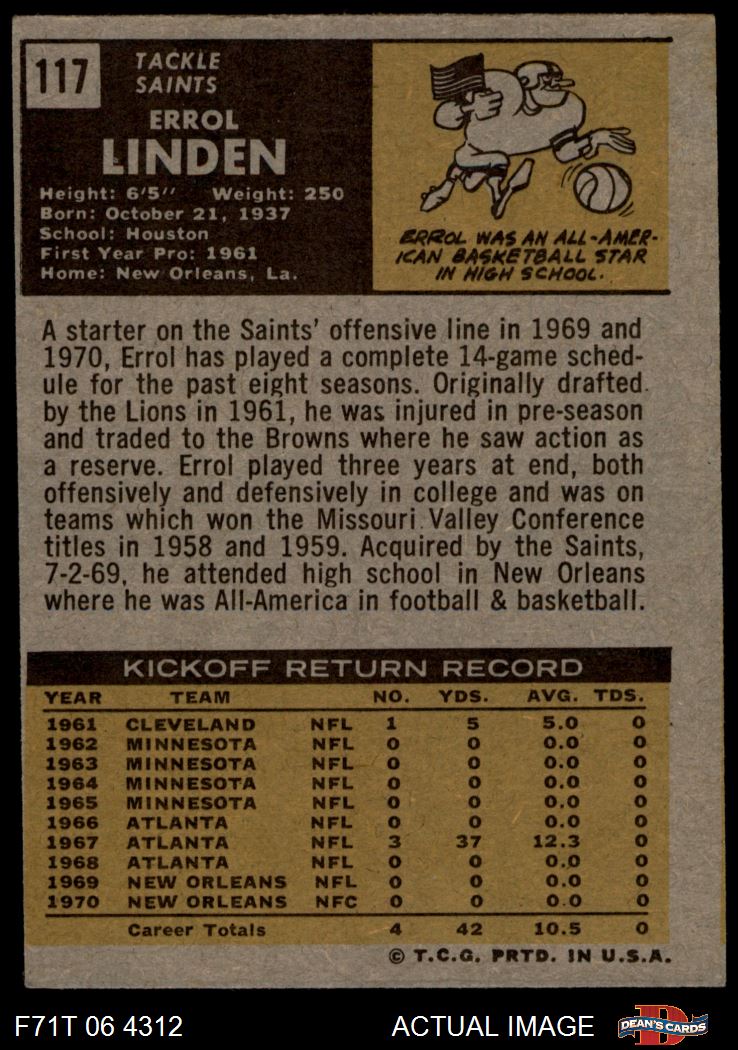 117
TACKLE
SAINTS
ERROL
LINDEN
Height: 6'5" Weight: 250
Born: October 21, 1937
School: Houston
First Year Pro: 1961
Home: New Orleans, La.
ERROL WAS AN ALL-AMER-
ICAN BASKETBALL STAR
IN HIGH SCHOOL.
A starter on the Saints' offensive line in 1969 and
1970, Errol has played a complete 14-game sched-
ule for the past eight seasons. Originally drafted
by the Lions in 1961, he was injured in pre-season
and traded to the Browns where he saw action as
a reserve. Errol played three years at end, both
offensively and defensively in college and was on
teams which won the Missouri Valley Conference
titles in 1958 and 1959. Acquired by the Saints,
7-2-69, he attended high school in New Orleans
where he was All-America in football & basketball.
KICKOFF RETURN RECORD
YEAR TEAM NO. YDS. AVG. TDS.
1961 CLEVELAND NFL 1 5 5.0 0
1962 MINNESOTA NFL 0 0 0.0 0
1963 MINNESOTA NFL 0 0 0.0 0
1964 MINNESOTA NFL 0 0 0.0 0
1965 MINNESOTA NFL 0 0 0.0 0
1966 ATLANTA NFL 0 0 0.0 0
1967 ATLANTA NFL 3 37 12.3 0
1968 ATLANTA NFL 0 0 0.0 0
1969 NEW ORLEANS NFL 0 0 0.0 0
1970 NEW ORLEANS NFC 0 0 0.0 0
Career Totals 4 42 10.5 0
© T.C.G. PRTD. IN U.S.A.
F71T 06 4312 ACTUAL IMAGE D DEAN'S CARDS